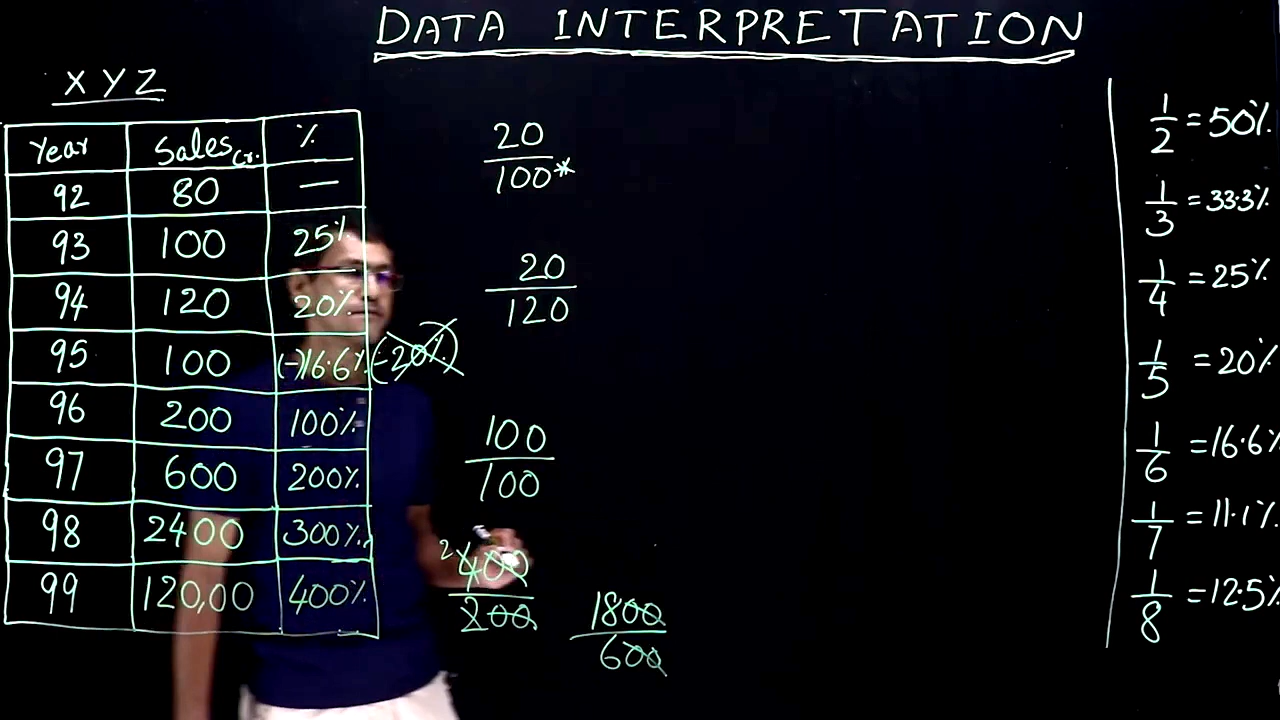 DATA INTERPRETATION
X Y Z
Year Sales Cr. %
92 80 —
93 100 25%
94 120 20%
95 100 (-)16.6% (-20%)
96 200 100%
97 600 200%
98 2400 300%
99 120,00 400%
20
100*
20
120
100
100
2 400
200
1800
600
1/2 = 50%
1/3 = 33.3%
1/4 = 25%
1/5 = 20%
1/6 = 16.6%
1/7 = 11.1%
1/8 = 12.5%